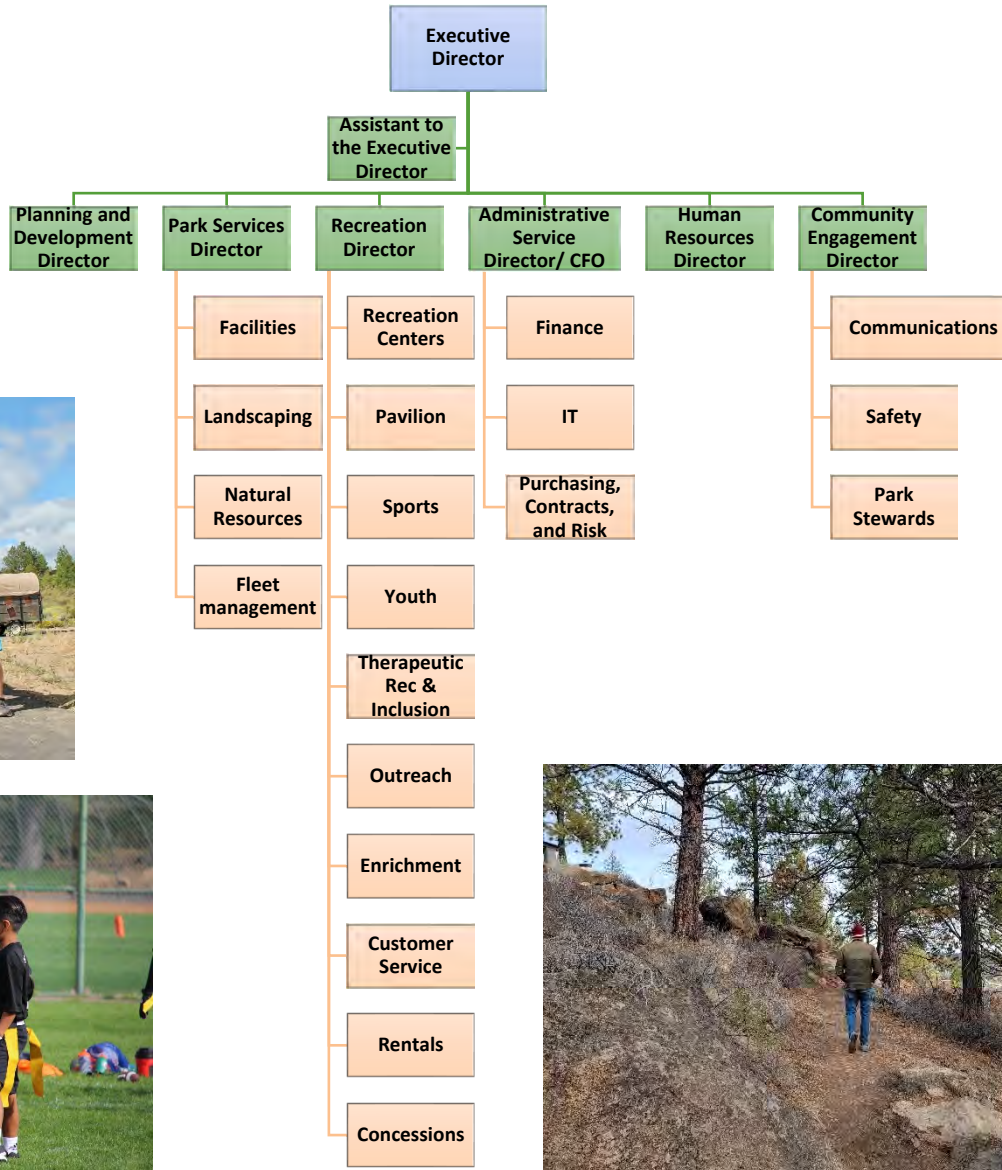 Executive
Director
Assistant to
the Executive
Director
Planning and
Development
Director
Park Services
Director
Recreation
Director
Administrative
Service
Director/ CFO
Human
Resources
Director
Community
Engagement
Director
Facilities
Landscaping
Natural
Resources
Fleet
management
Recreation
Centers
Pavilion
Sports
Youth
Therapeutic
Rec &
Inclusion
Outreach
Enrichment
Customer
Service
Rentals
Concessions
Finance
IT
Purchasing,
Contracts,
and Risk
Communications
Safety
Park
Stewards